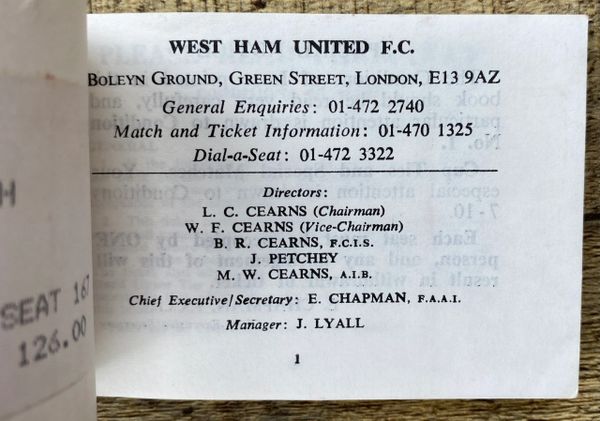 WEST HAM UNITED F.C.
BOLEYN GROUND, GREEN STREET, LONDON, E13 9AZ
General Enquiries: 01-472 2740
Match and Ticket Information: 01-470 1325
Dial-a-Seat: 01-472 3322
Directors:
L. C. CEARNS (Chairman)
W. F. CEARNS (Vice-Chairman)
B. R. CEARNS, F.C.I.S.
J. PETCHEY
M. W. CEARNS, A.I.B.
Chief Executive/Secretary: E. CHAPMAN, F.A.A.I.
Manager: J. LYALL
1
SEAT 167
126.00